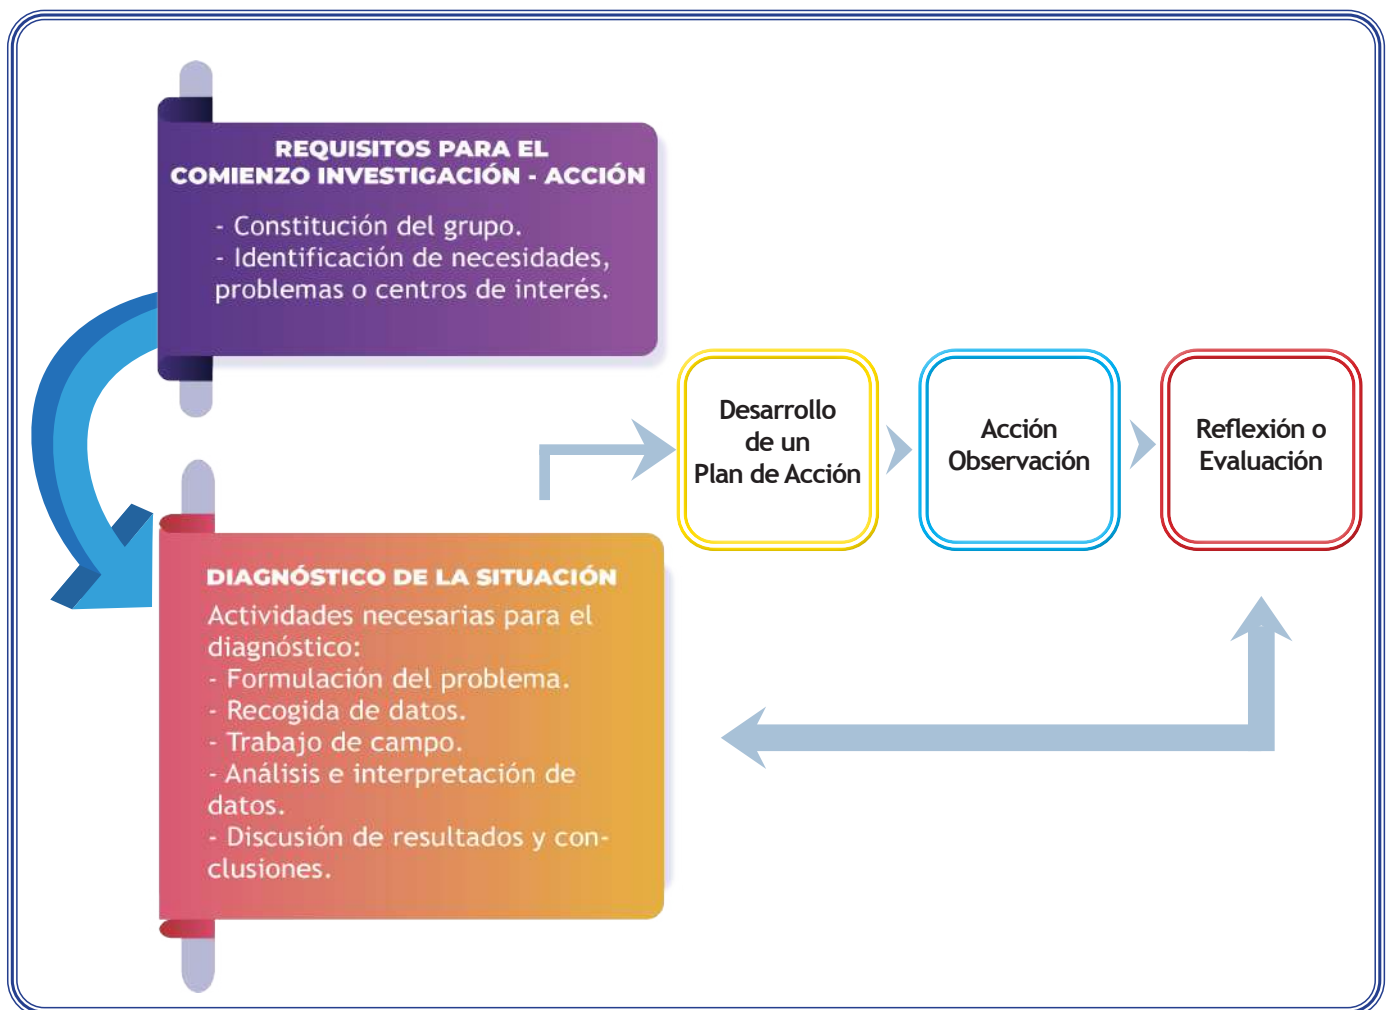 REQUISITOS PARA EL
COMIENZO INVESTIGACIÓN - ACCIÓN
- Constitución del grupo.
- Identificación de necesidades,
problemas o centros de interés.
Desarrollo
de un
Plan de Acción
Acción
Observación
Reflexión o
Evaluación
DIAGNÓSTICO DE LA SITUACIÓN
Actividades necesarias para el
diagnóstico:
- Formulación del problema.
- Recogida de datos.
- Trabajo de campo.
- Análisis e interpretación de
datos.
- Discusión de resultados y con-
clusiones.